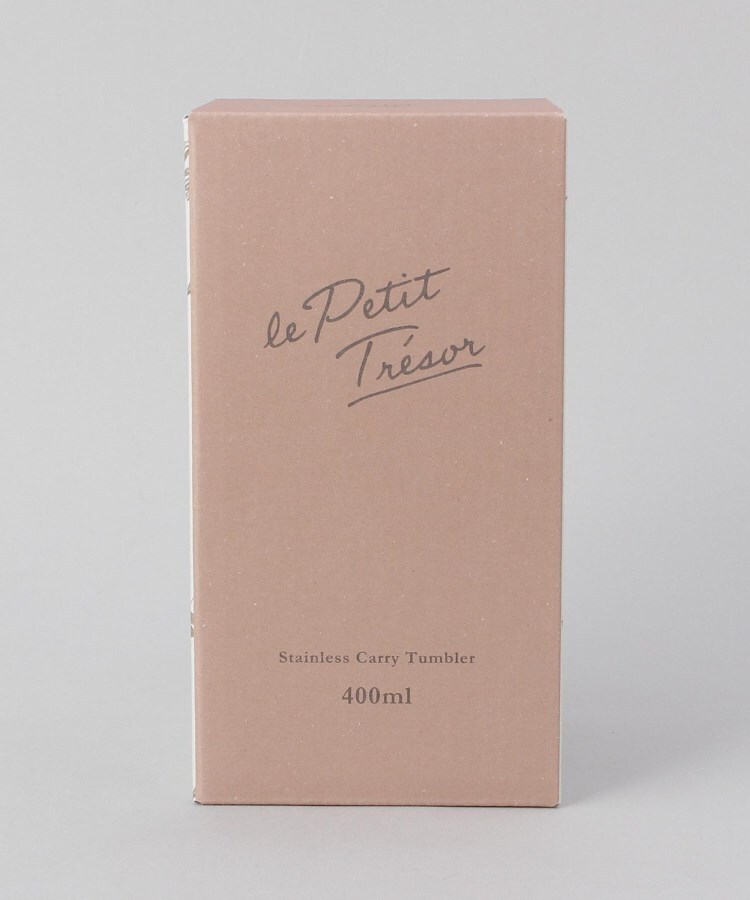 le Petit
Trésor
Stainless Carry Tumbler
400ml